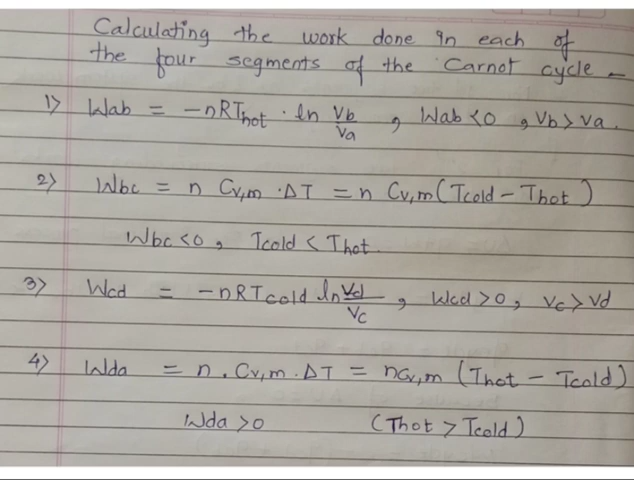 Calculating the work done in each of
the four segments of the Carnot cycle -
1) Wab = -nRThot · ln Vb/Va , Wab<0 , Vb>Va.
2) Wbc = n Cv,m ·ΔT = n Cv,m (Tcold - Thot)
Wbc<0 , Tcold < Thot.
3) Wcd = -nRTcold ln Vd/Vc , Wcd>0, Vc>Vd
4) Wda = n . Cv,m . ΔT = nCv,m (Thot - Tcold)
Wda >0 (Thot > Tcold)